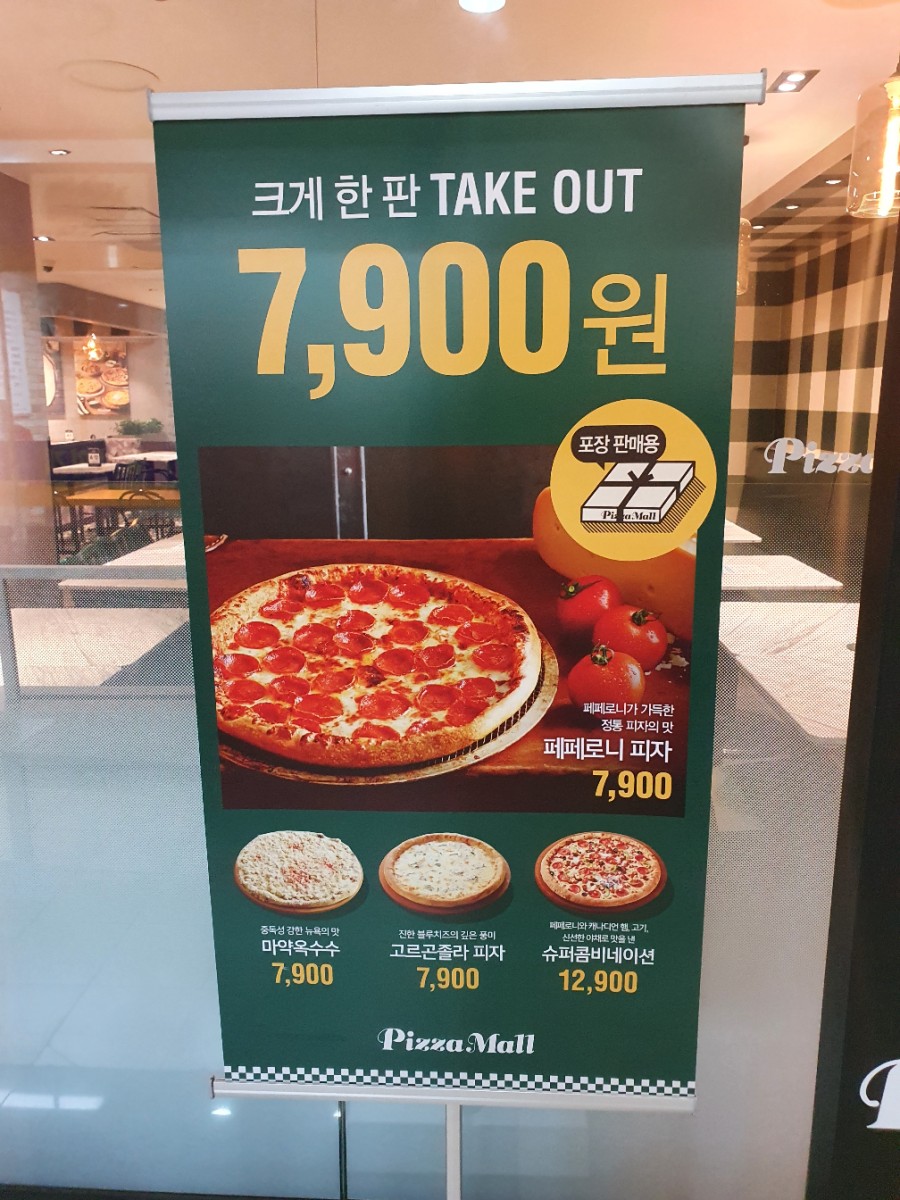 크게 한 판 TAKE OUT
7,900원
포장 판매용
Pizza Mall
Pizza
페페로니가 가득한
정통 피자의 맛
페페로니 피자
7,900
중독성 강한 뉴욕의 맛
마약옥수수
7,900
진한 블루치즈의 깊은 풍미
고르곤졸라 피자
7,900
페페로니와 캐나디언 햄, 고기,
신선한 야채로 맛을 낸
슈퍼콤비네이션
12,900
Pizza Mall